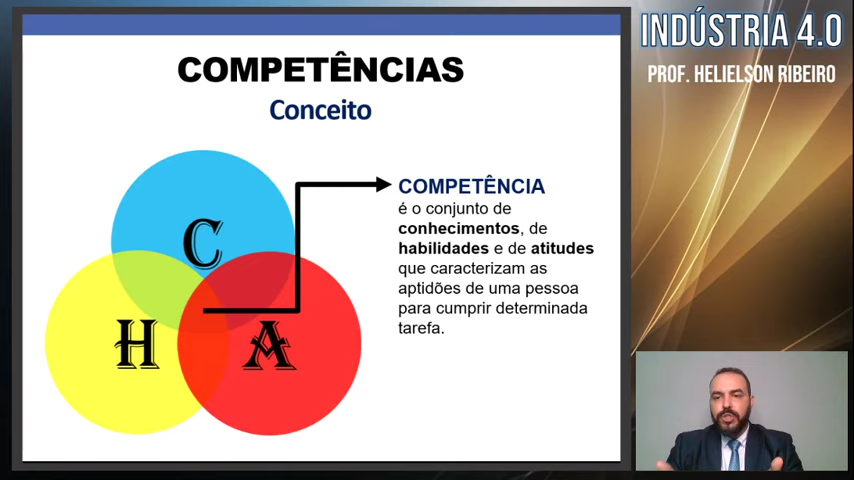 COMPETÊNCIAS
Conceito
C
H
A
COMPETÊNCIA
é o conjunto de
conhecimentos, de
habilidades e de atitudes
que caracterizam as
aptidões de uma pessoa
para cumprir determinada
tarefa.
INDÚSTRIA 4.0
PROF. HELIELSON RIBEIRO